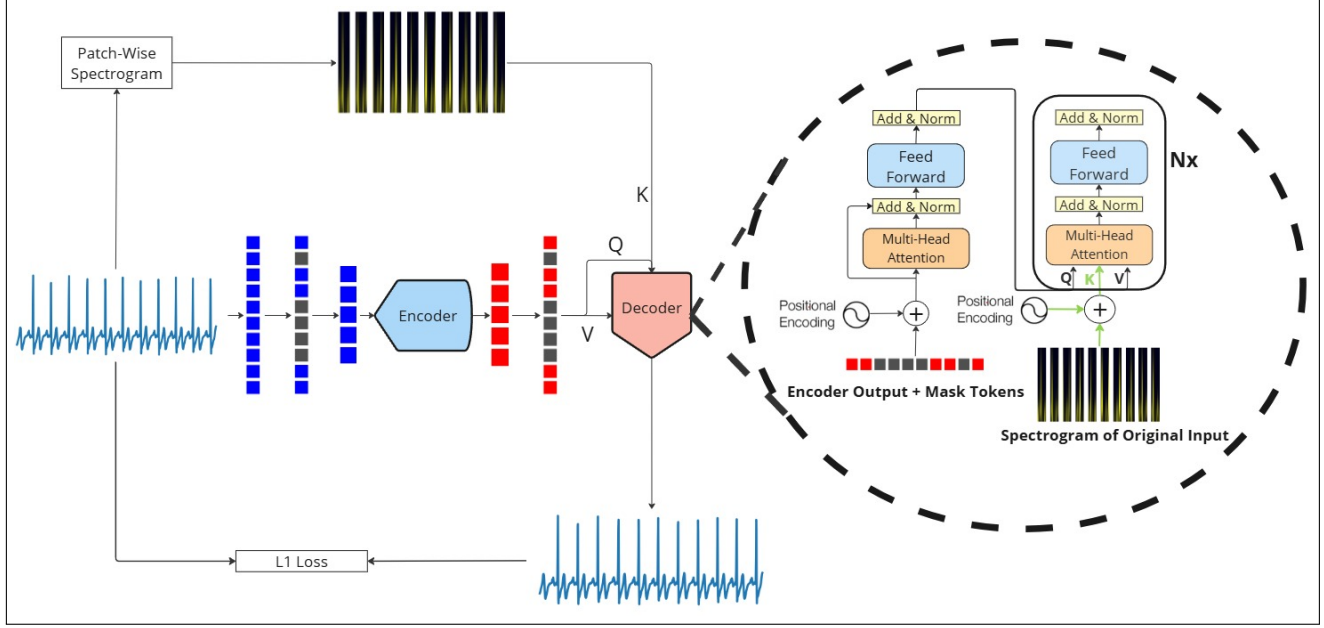 Patch-Wise
Spectrogram
K
Q
V
Encoder
Decoder
L1 Loss
Add & Norm
Feed
Forward
Add & Norm
Multi-Head
Attention
Positional
Encoding
+
Encoder Output + Mask Tokens
Add & Norm
Feed
Forward
Nx
Add & Norm
Multi-Head
Attention
Q K V
Positional
Encoding
+
Spectrogram of Original Input